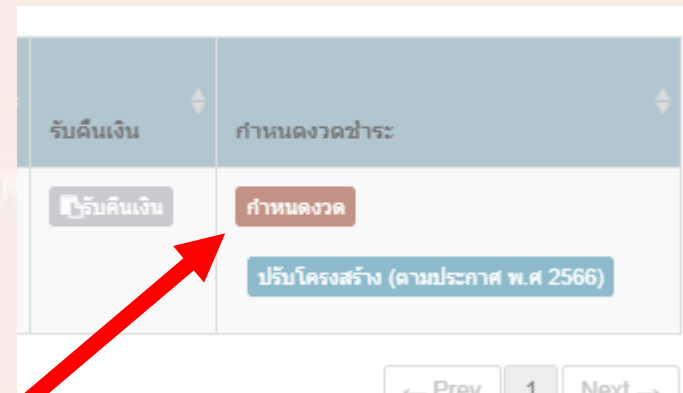 รับคืนเงิน
กำหนดงวดชำระ
รับคืนเงิน
กำหนดงวด
ปรับโครงสร้าง (ตามประกาศ พ.ศ 2566)
← Prev 1 Next →